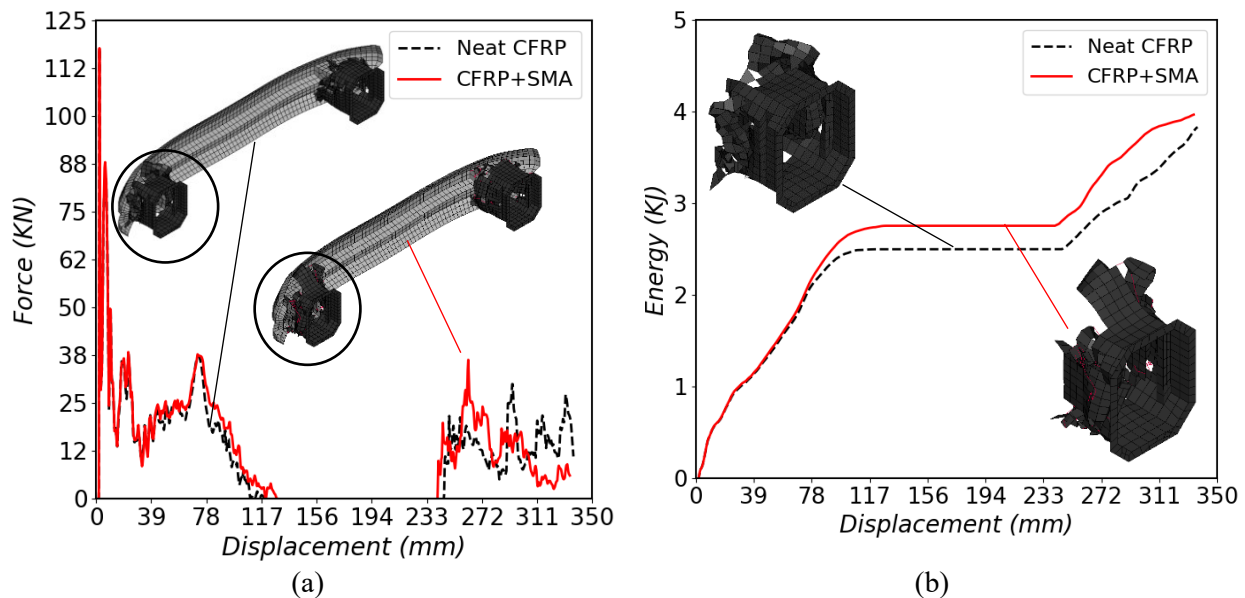 125
112
100
88
75
62
50
38
25
12
0
Force (KN)
Neat CFRP
CFRP+SMA
0 39 78 117 156 194 233 272 311 350
Displacement (mm)
(a)
5
4
3
2
1
0
Energy (KJ)
Neat CFRP
CFRP+SMA
0 39 78 117 156 194 233 272 311 350
Displacement (mm)
(b)